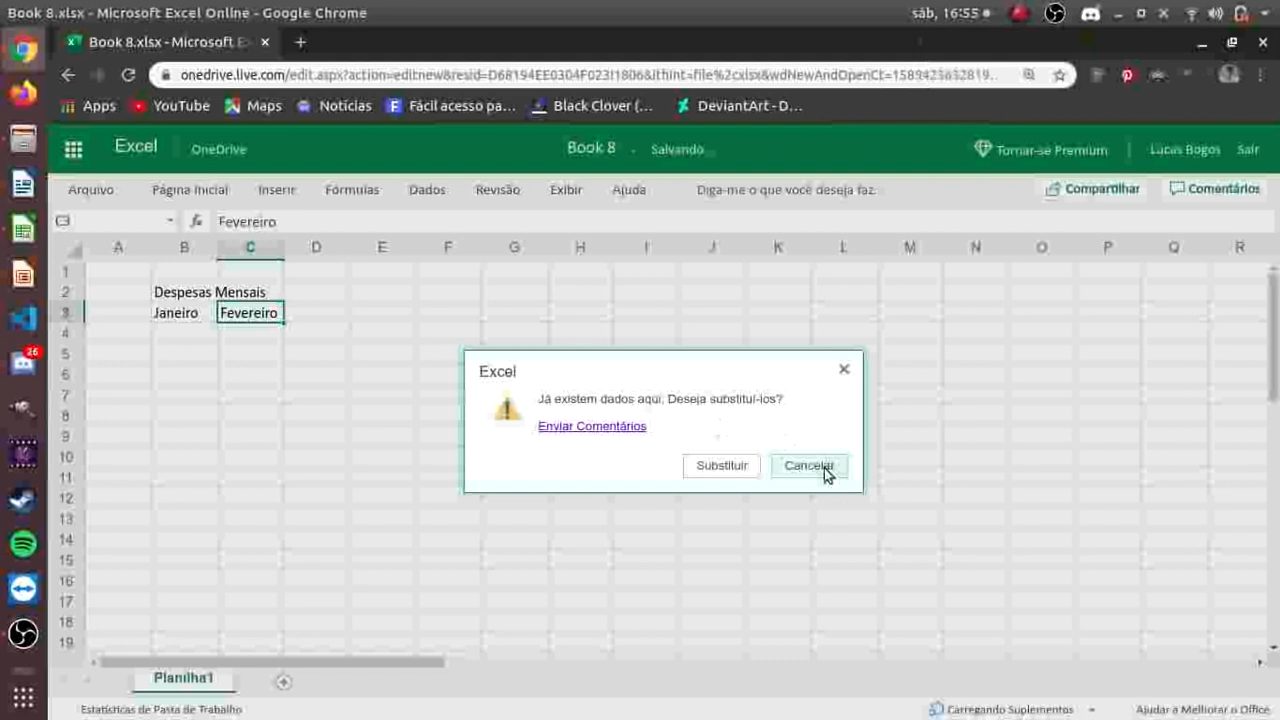 Book 8.xlsx - Microsoft Excel Online - Google Chrome
sáb, 16:55
Book 8.xlsx - Microsoft E
onedrive.live.com/edit.aspx?action=editnew&resid=D68194EE0304F023!1806&ithint=file%2cxlsx&wdNewAndOpenCt=1589425632819..
Apps
YouTube
Maps
Notícias
Fácil acesso pa...
Black Clover (...
DeviantArt - D...
Excel
OneDrive
Book 8 - Salvando...
Tornar-se Premium
Lucas Bogos
Sair
Arquivo
Página Inicial
Inserir
Fórmulas
Dados
Revisão
Exibir
Ajuda
Diga-me o que você deseja faz
Compartilhar
Comentários
C3
fx
Fevereiro
A B C D E F G H I J K L M N O P Q R
1
2 Despesas Mensais
3 Janeiro Fevereiro
4
5
6
7
8
9
10
11
12
13
14
15
16
17
18
19
26
Excel
Já existem dados aqui. Deseja substituí-los?
Enviar Comentários
Substituir
Cancelar
Planilha1
Estatísticas de Pasta de Trabalho
Carregando Suplementos
Ajudar a Melhorar o Office